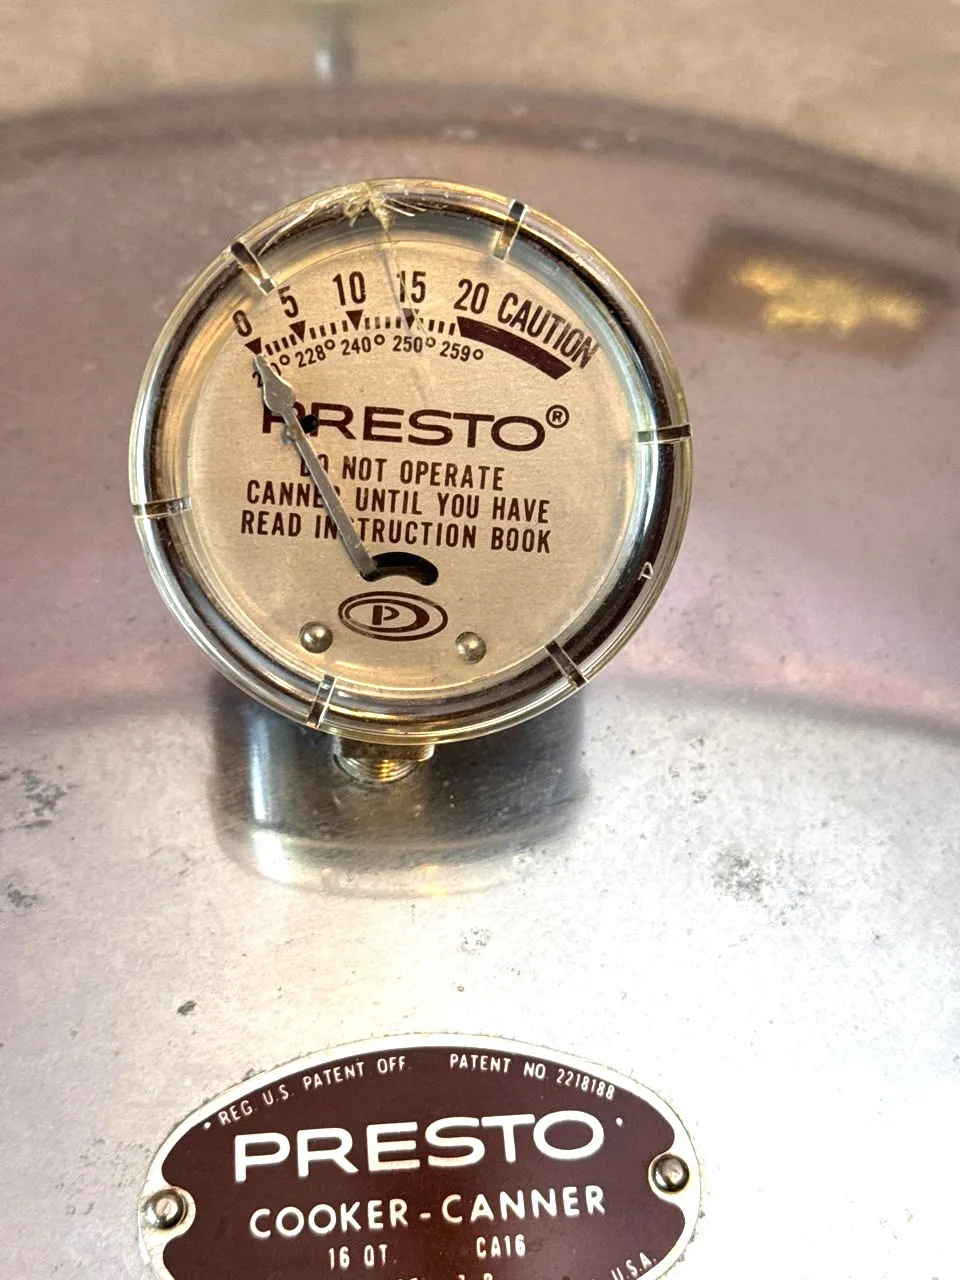 0 5 10 15 20 CAUTION
228° 240° 250° 259°
PRESTO®
DO NOT OPERATE
CANNER UNTIL YOU HAVE
READ INSTRUCTION BOOK
P
REG. U.S. PATENT OFF. PATENT NO. 2218188
PRESTO
COOKER-CANNER
16 QT. CA16
U.S.A.